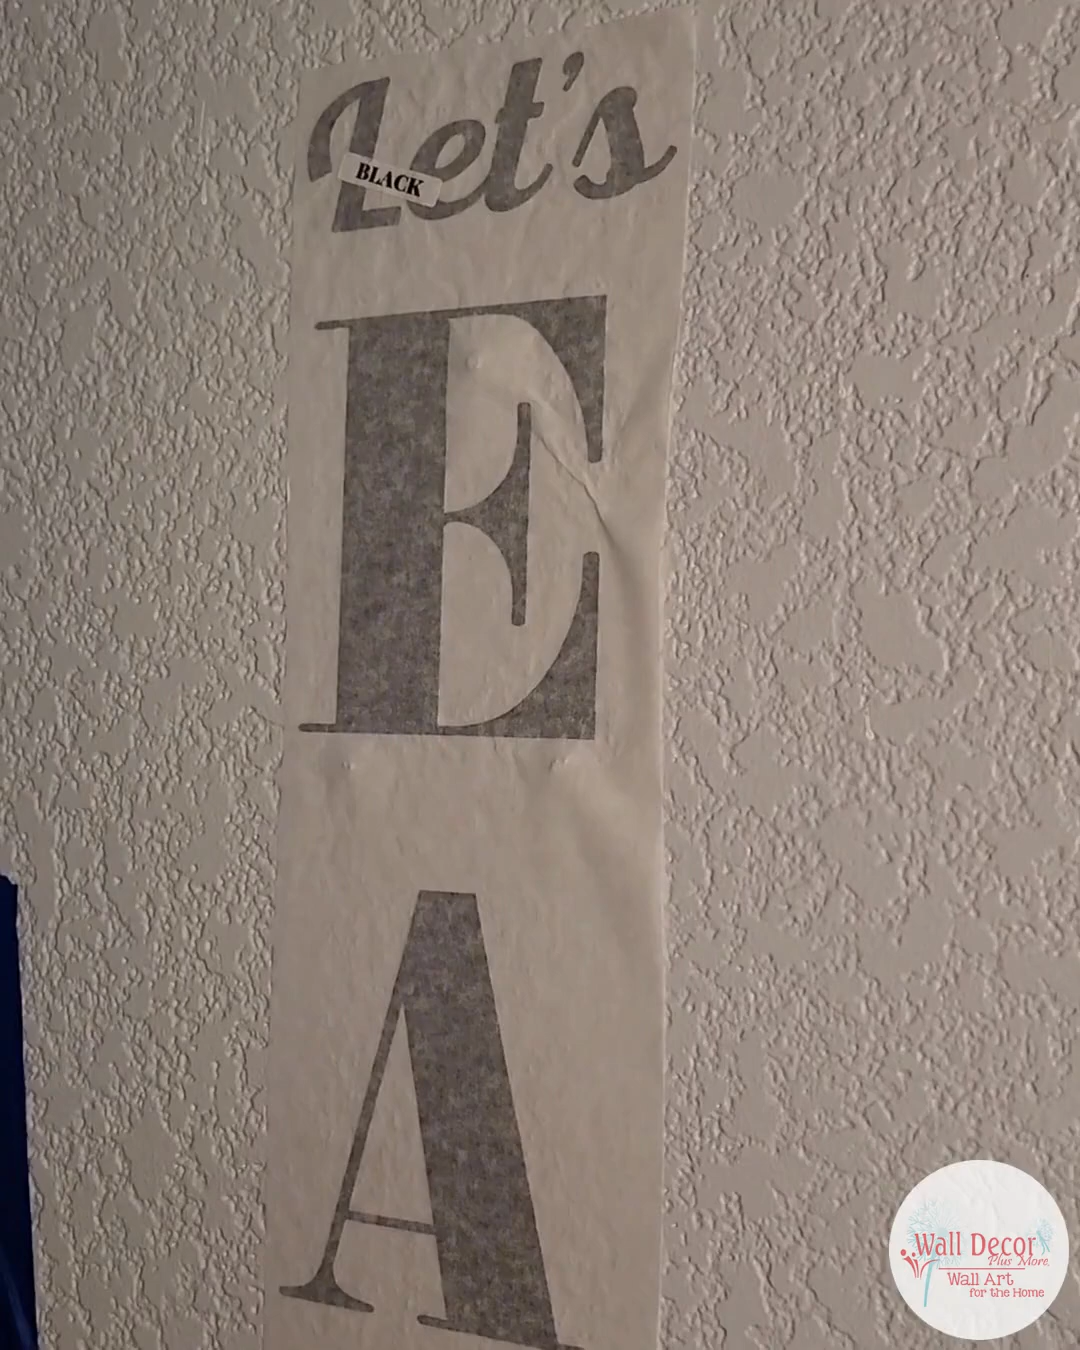 Let's
BLACK
E
A
Wall Decor
Plus More.
Wall Art
for the Home